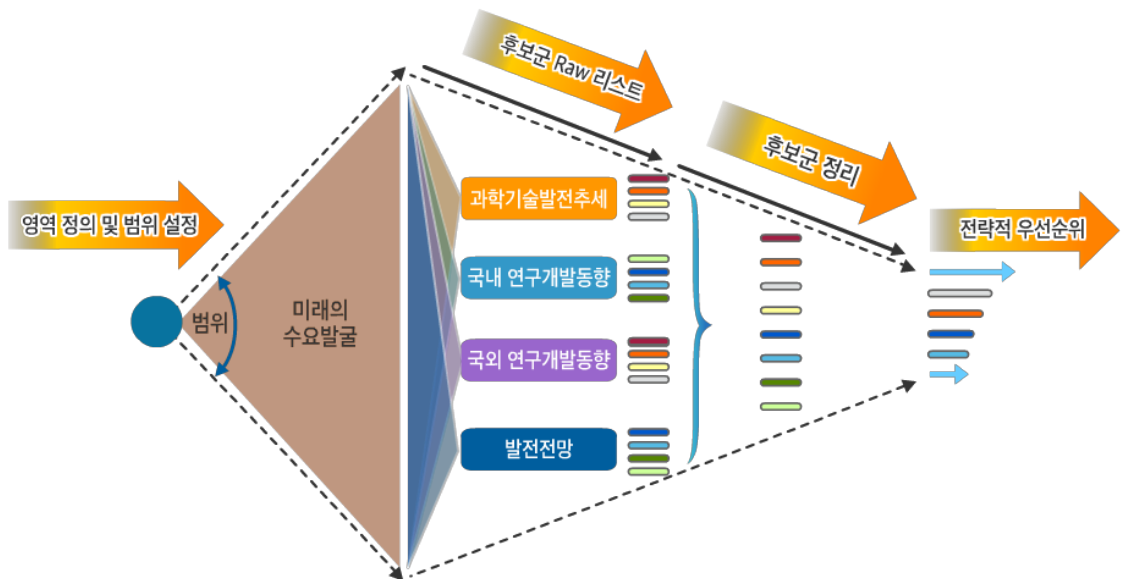 후보군 Raw 리스트
후보군 정리
영역 정의 및 범위 설정
전략적 우선순위
범위
미래의
수요발굴
과학기술발전추세
국내 연구개발동향
국외 연구개발동향
발전전망